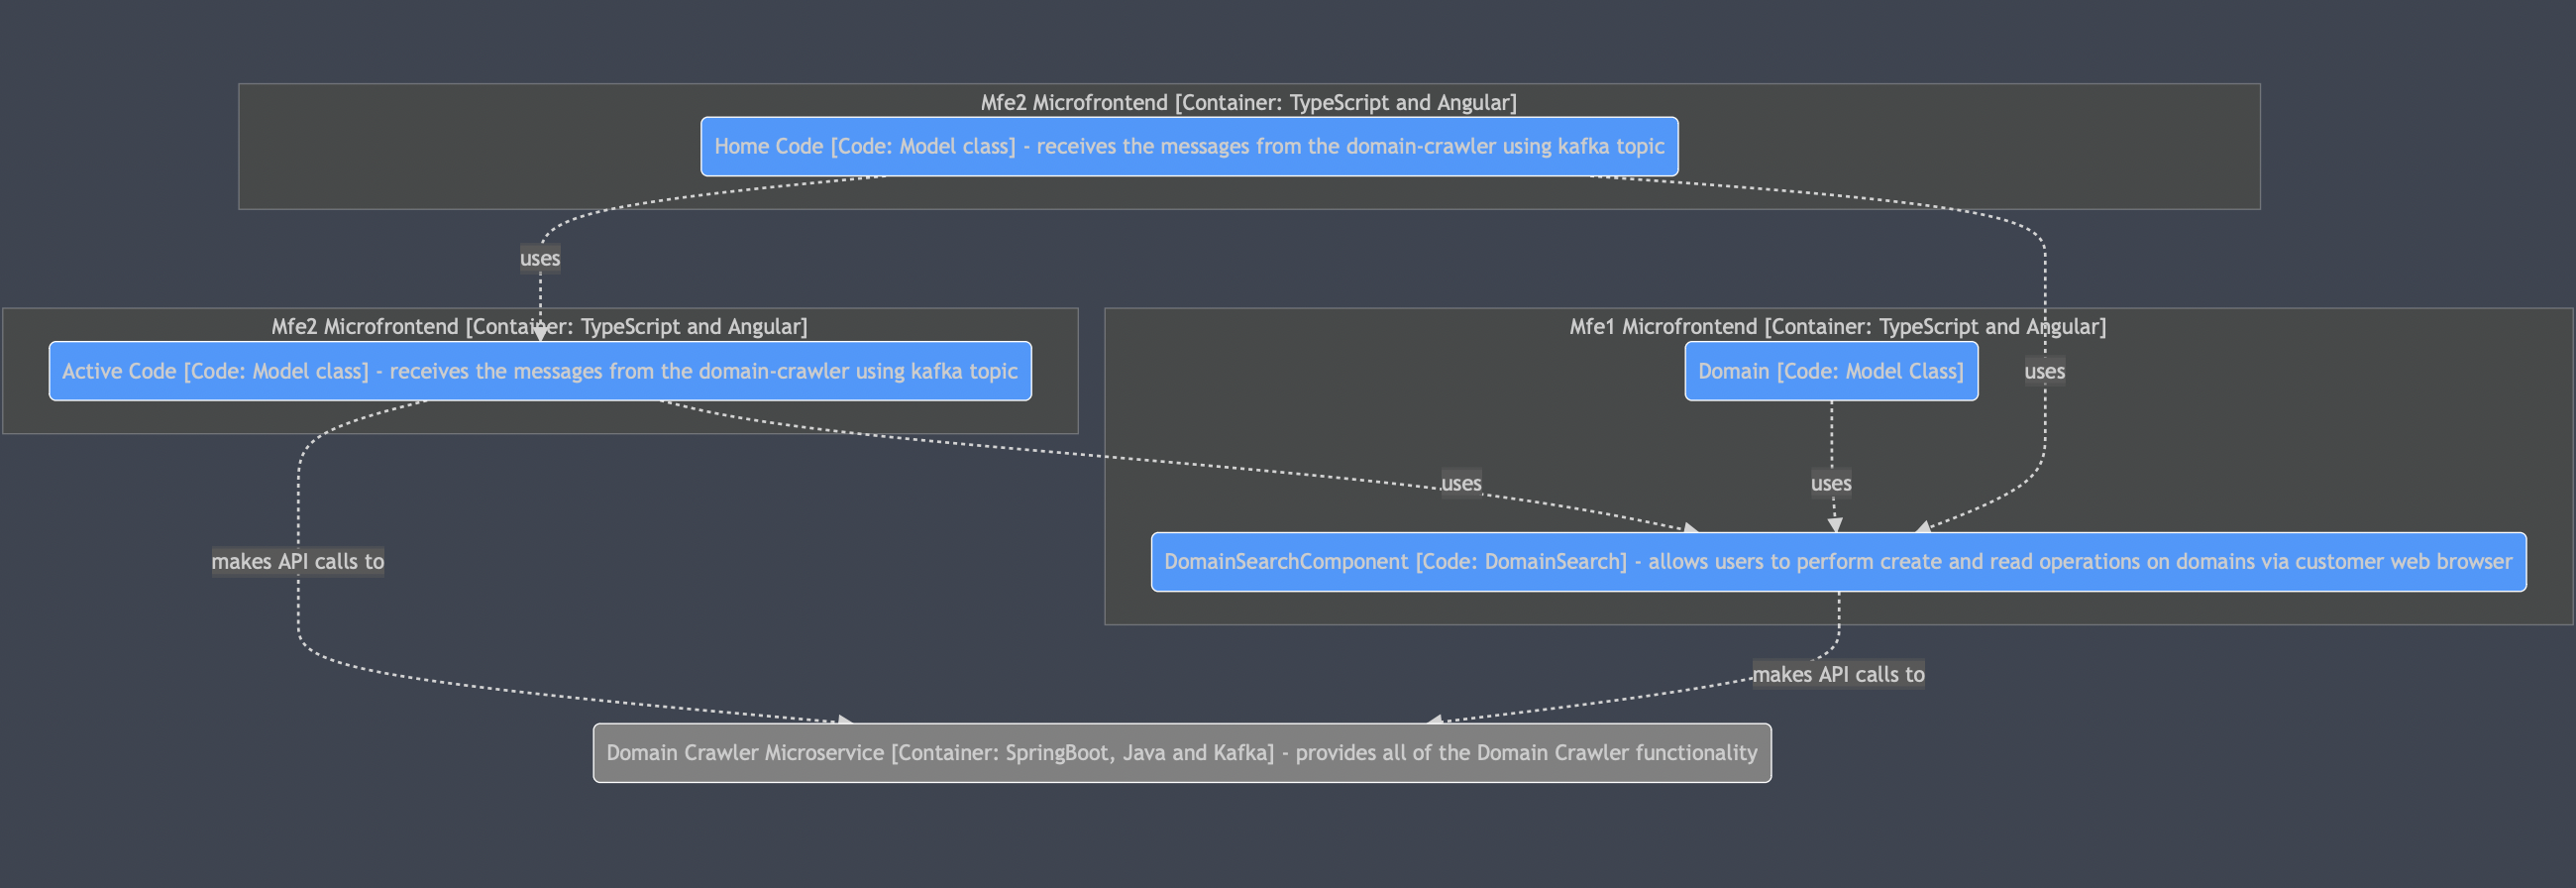 Mfe2 Microfrontend [Container: TypeScript and Angular]
Home Code [Code: Model class] - receives the messages from the domain-crawler using kafka topic
uses
Mfe2 Microfrontend [Container: TypeScript and Angular]
Active Code [Code: Model class] - receives the messages from the domain-crawler using kafka topic
Mfe1 Microfrontend [Container: TypeScript and Angular]
Domain [Code: Model Class]
uses
uses
uses
DomainSearchComponent [Code: DomainSearch] - allows users to perform create and read operations on domains via customer web browser
makes API calls to
makes API calls to
Domain Crawler Microservice [Container: SpringBoot, Java and Kafka] - provides all of the Domain Crawler functionality